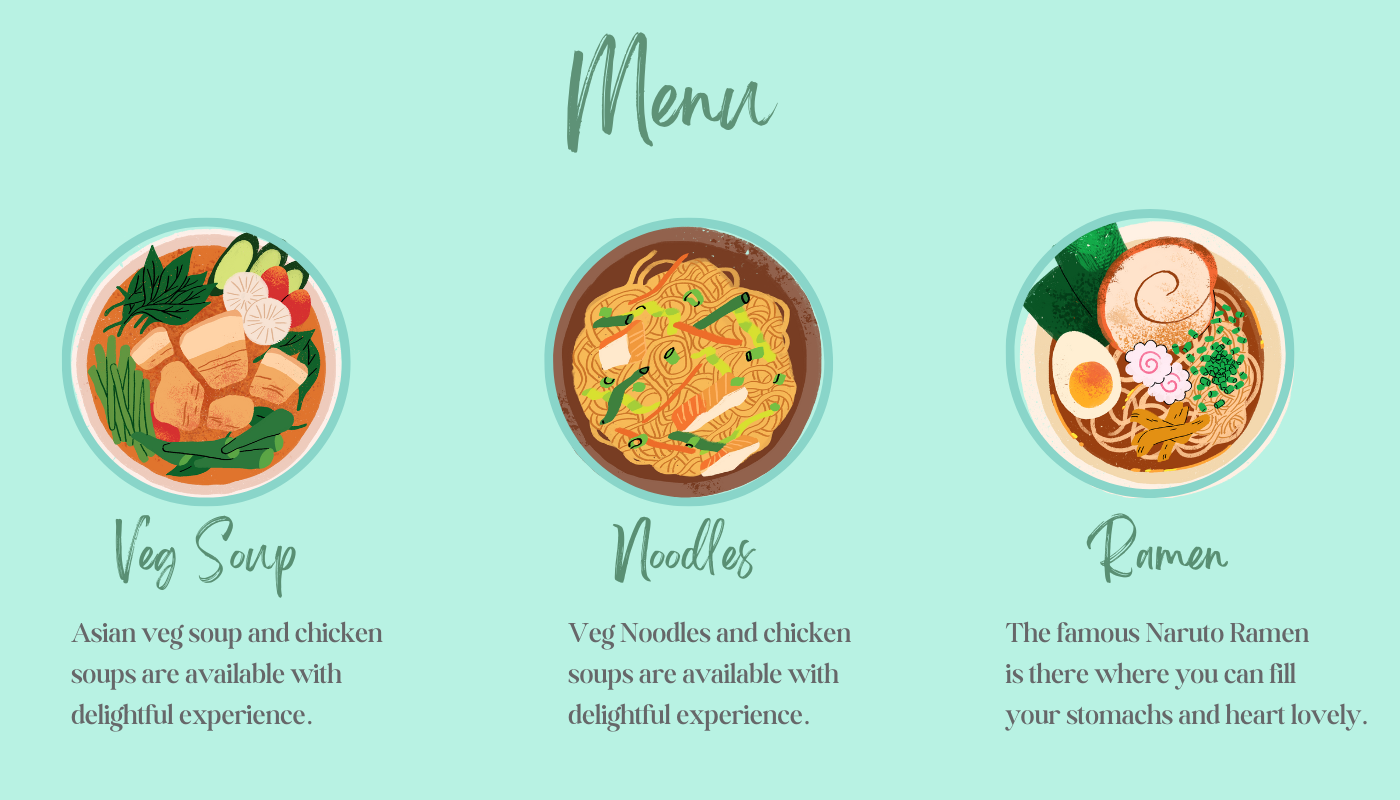 Menu
Veg Soup
Asian veg soup and chicken
soups are available with
delightful experience.
Noodles
Veg Noodles and chicken
soups are available with
delightful experience.
Ramen
The famous Naruto Ramen
is there where you can fill
your stomachs and heart lovely.